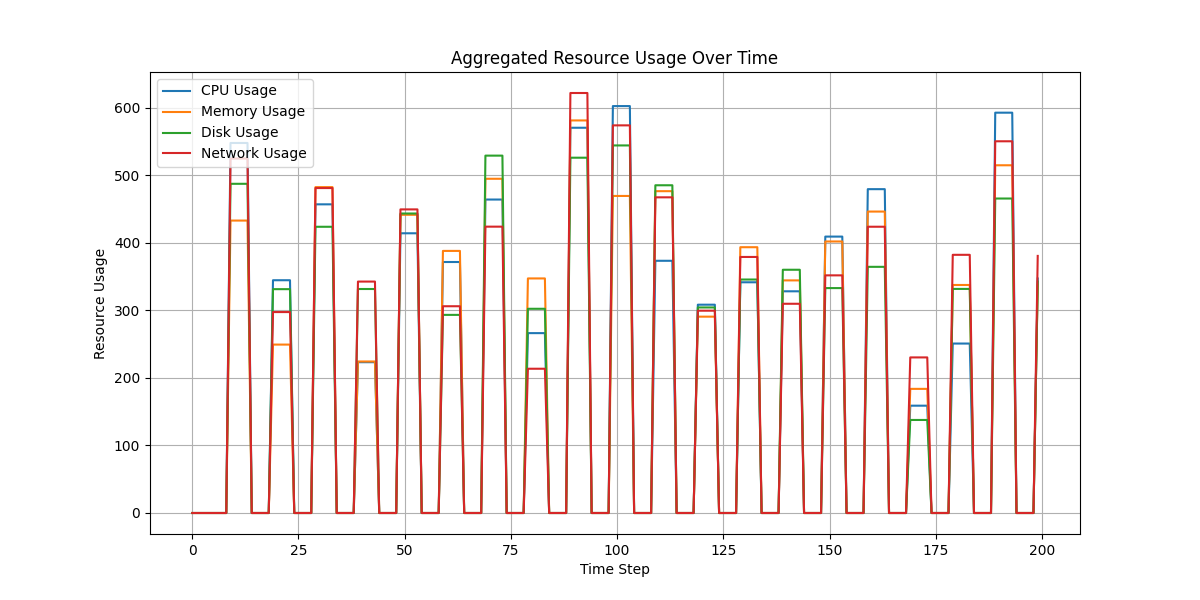 Aggregated Resource Usage Over Time
CPU Usage
Memory Usage
Disk Usage
Network Usage
Resource Usage
600
500
400
300
200
100
0
0 25 50 75 100 125 150 175 200
Time Step